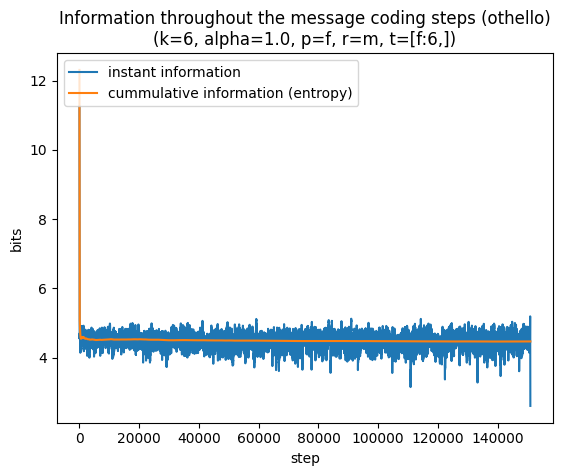 Information throughout the message coding steps (othello)
(k=6, alpha=1.0, p=f, r=m, t=[f:6,])
instant information
cummulative information (entropy)
12
10
8
6
4
bits
0 20000 40000 60000 80000 100000 120000 140000
step